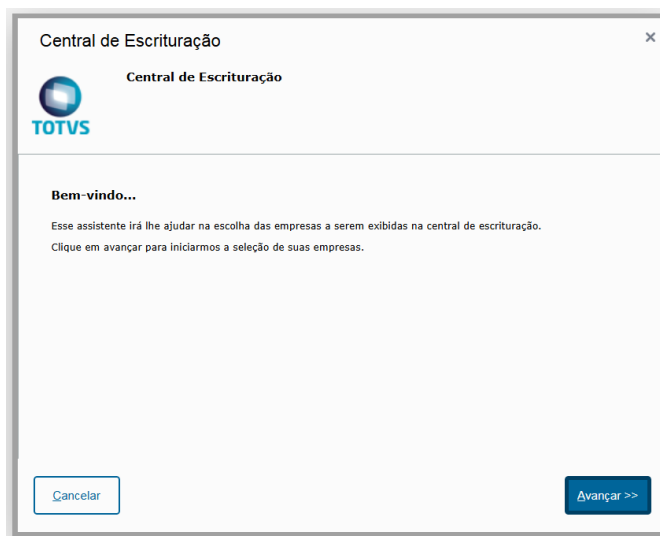 Central de Escrituração
×
Central de Escrituração
TOTVS
Bem-vindo...
Esse assistente irá lhe ajudar na escolha das empresas a serem exibidas na central de escrituração.
Clique em avançar para iniciarmos a seleção de suas empresas.
Cancelar
Avançar >>